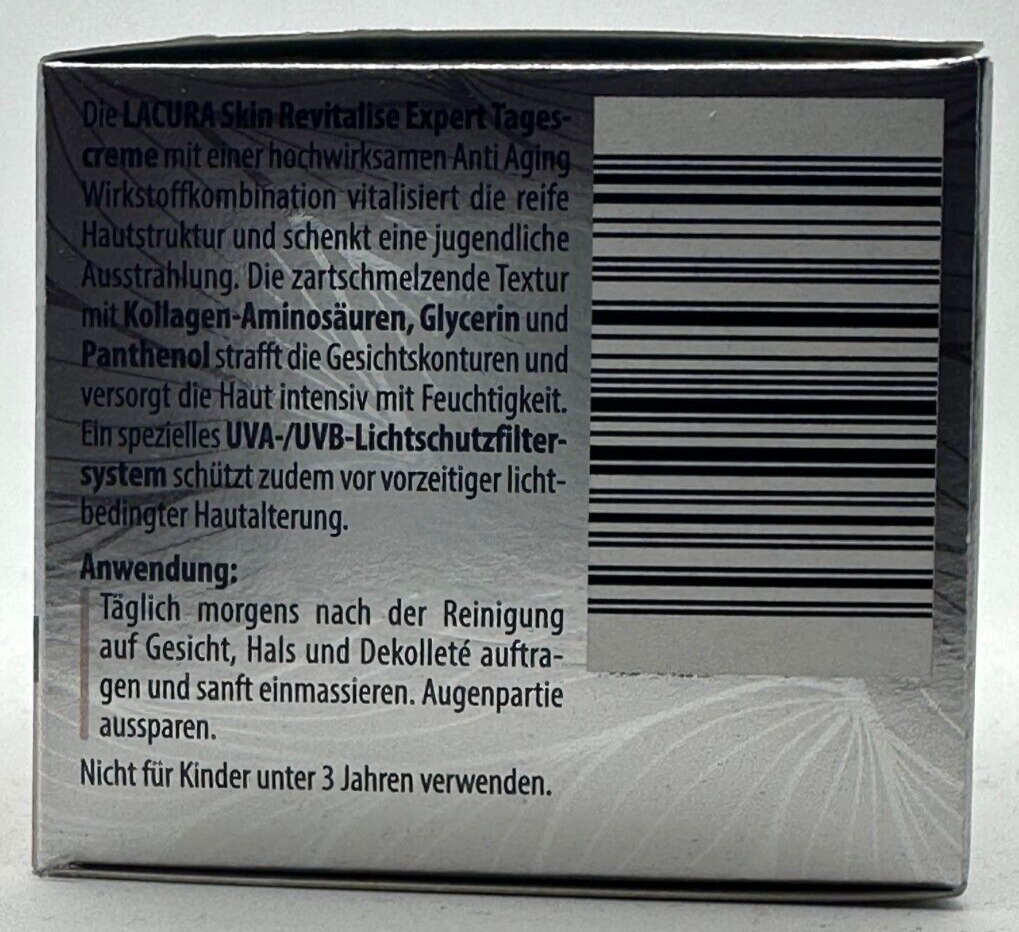 Die LACURA Skin Revitalise Expert Tages-
creme mit einer hochwirksamen Anti Aging
Wirkstoffkombination vitalisiert die reife
Hautstruktur und schenkt eine jugendliche
Ausstrahlung. Die zartschmelzende Textur
mit Kollagen-Aminosäuren, Glycerin und
Panthenol strafft die Gesichtskonturen und
versorgt die Haut intensiv mit Feuchtigkeit.
Ein spezielles UVA-/UVB-Lichtschutzfilter-
system schützt zudem vor vorzeitiger licht-
bedingter Hautalterung.
Anwendung:
Täglich morgens nach der Reinigung
auf Gesicht, Hals und Dekolleté auftra-
gen und sanft einmassieren. Augenpartie
aussparen.
Nicht für Kinder unter 3 Jahren verwenden.